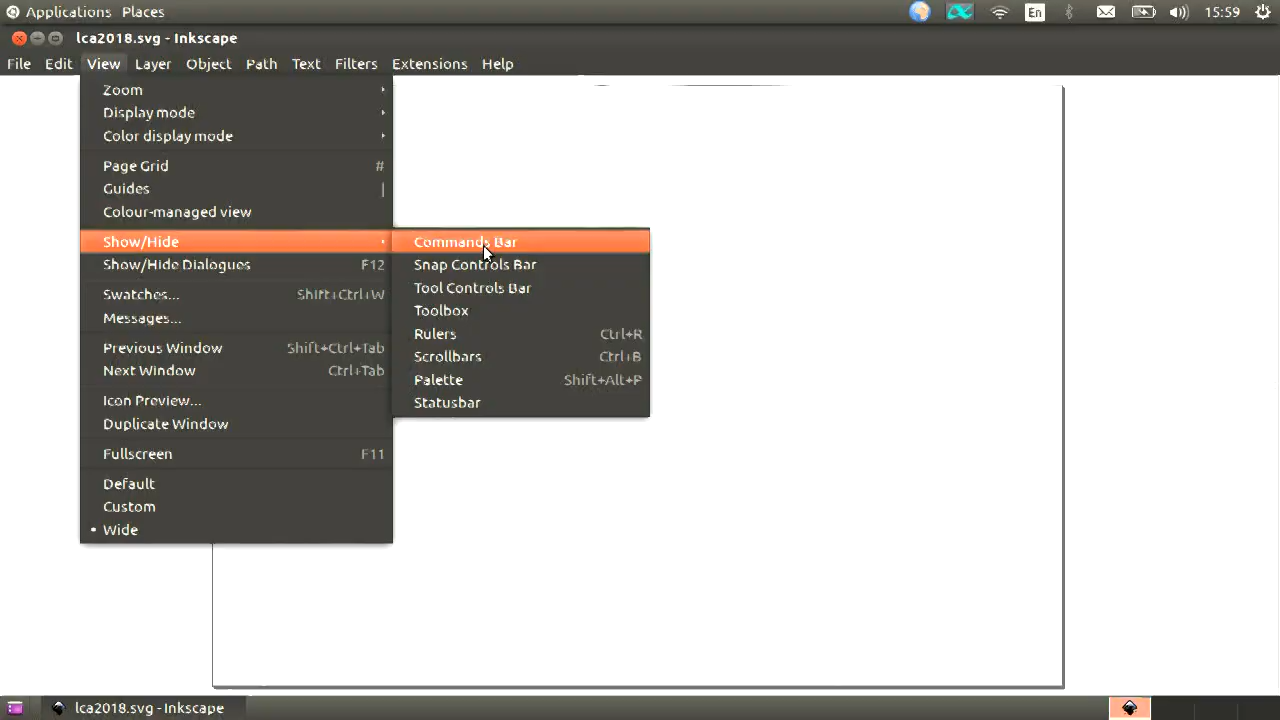 Applications Places En 15:59
lca2018.svg - Inkscape
File Edit View Layer Object Path Text Filters Extensions Help
Zoom
Display mode
Color display mode
Page Grid #
Guides |
Colour-managed view
Show/Hide
Show/Hide Dialogues F12
Swatches... Shift+Ctrl+W
Messages...
Previous Window Shift+Ctrl+Tab
Next Window Ctrl+Tab
Icon Preview...
Duplicate Window
Fullscreen F11
Default
Custom
Wide
Commands Bar
Snap Controls Bar
Tool Controls Bar
Toolbox
Rulers Ctrl+R
Scrollbars Ctrl+B
Palette Shift+Alt+P
Statusbar
lca2018.svg - Inkscape